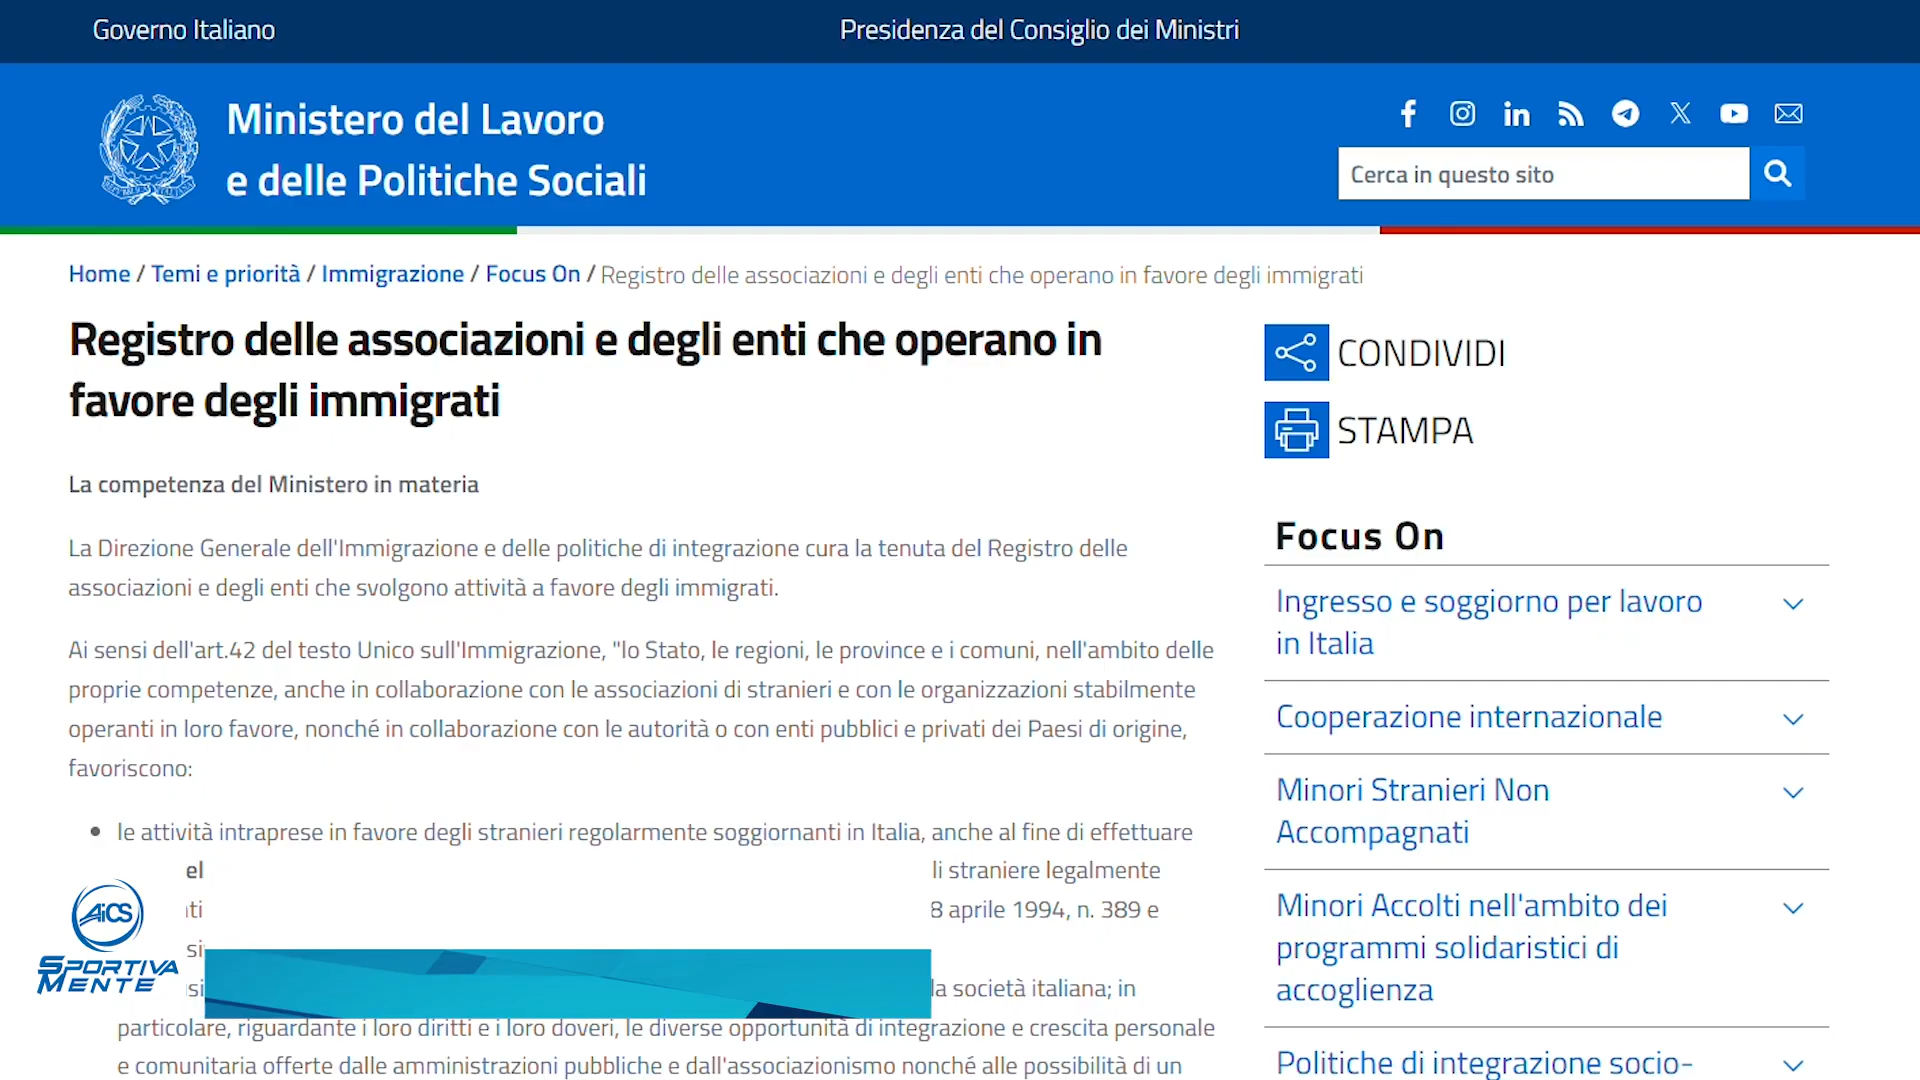 Governo Italiano
Presidenza del Consiglio dei Ministri
Ministero del Lavoro
e delle Politiche Sociali
Cerca in questo sito
Home / Temi e priorità / Immigrazione / Focus On / Registro delle associazioni e degli enti che operano in favore degli immigrati
Registro delle associazioni e degli enti che operano in
favore degli immigrati
La competenza del Ministero in materia
La Direzione Generale dell'Immigrazione e delle politiche di integrazione cura la tenuta del Registro delle
associazioni e degli enti che svolgono attività a favore degli immigrati.
Ai sensi dell'art.42 del testo Unico sull'Immigrazione, "lo Stato, le regioni, le province e i comuni, nell'ambito delle
proprie competenze, anche in collaborazione con le associazioni di stranieri e con le organizzazioni stabilmente
operanti in loro favore, nonché in collaborazione con le autorità o con enti pubblici e privati dei Paesi di origine,
favoriscono:
• le attività intraprese in favore degli stranieri regolarmente soggiornanti in Italia, anche al fine di effettuare
el li straniere legalmente
ti 8 aprile 1994, n. 389 e
si
si la società italiana; in
particolare, riguardante i loro diritti e i loro doveri, le diverse opportunità di integrazione e crescita personale
e comunitaria offerte dalle amministrazioni pubbliche e dall'associazionismo nonché alle possibilità di un
AiCS
SPORTIVA
MENTE
CONDIVIDI
STAMPA
Focus On
Ingresso e soggiorno per lavoro
in Italia
Cooperazione internazionale
Minori Stranieri Non
Accompagnati
Minori Accolti nell'ambito dei
programmi solidaristici di
accoglienza
Politiche di integrazione socio-